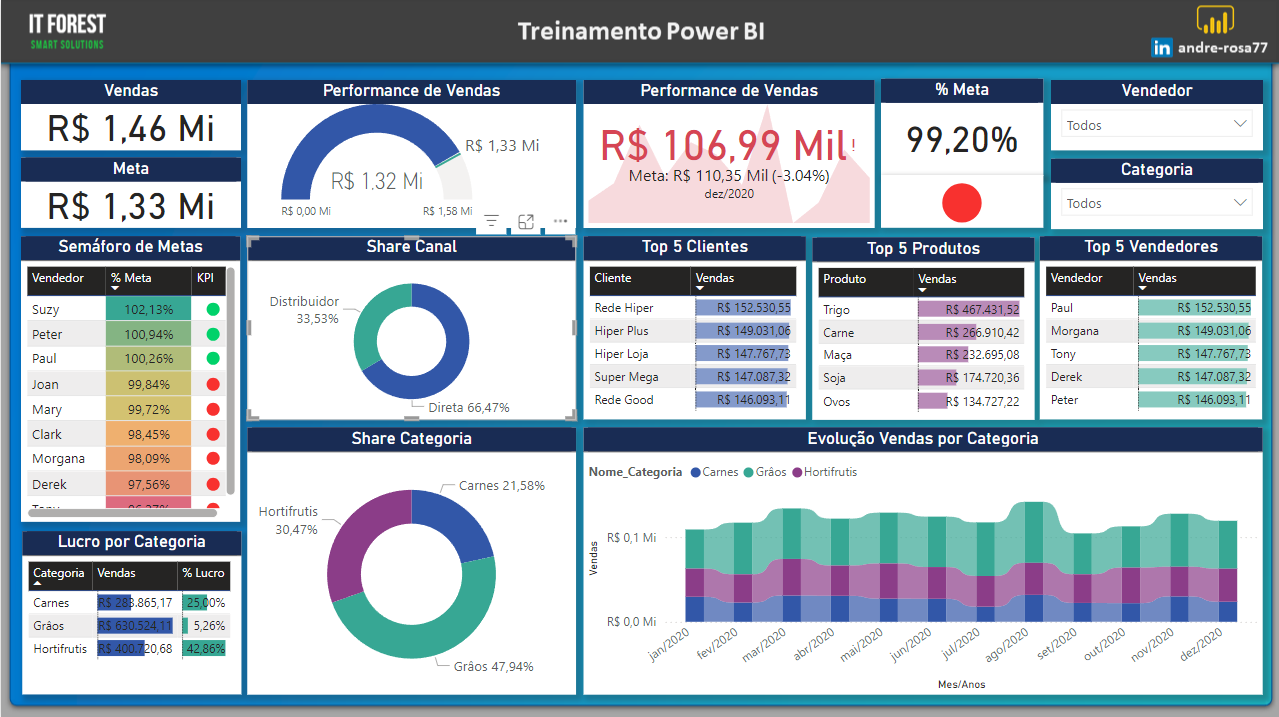 IT FOREST
SMART SOLUTIONS
Treinamento Power BI
in andre-rosa77
Vendas
R$ 1,46 Mi
Meta
R$ 1,33 Mi
Performance de Vendas
R$ 1,33 Mi
R$ 1,32 Mi
R$ 0,00 Mi
R$ 1,58 Mi
Performance de Vendas
R$ 106,99 Mil!
Meta: R$ 110,35 Mil (-3.04%)
dez/2020
% Meta
99,20%
Vendedor
Todos
Categoria
Todos
Semáforo de Metas
Vendedor % Meta KPI
Suzy 102,13%
Peter 100,94%
Paul 100,26%
Joan 99,84%
Mary 99,72%
Clark 98,45%
Morgana 98,09%
Derek 97,56%
Share Canal
Distribuidor
33,53%
Direta 66,47%
Top 5 Clientes
Cliente Vendas
Rede Hiper R$ 152.530,55
Hiper Plus R$ 149.031,06
Hiper Loja R$ 147.767,73
Super Mega R$ 147.087,32
Rede Good R$ 146.093,11
Top 5 Produtos
Produto Vendas
Trigo R$ 467.431,52
Carne R$ 266.910,42
Maça R$ 232.695,08
Soja R$ 174.720,36
Ovos R$ 134.727,22
Top 5 Vendedores
Vendedor Vendas
Paul R$ 152.530,55
Morgana R$ 149.031,06
Tony R$ 147.767,73
Derek R$ 147.087,32
Peter R$ 146.093,11
Lucro por Categoria
Categoria Vendas % Lucro
Carnes R$ 283.865,17 25,00%
Grãos R$ 630.524,11 5,26%
Hortifrutis R$ 400.720,68 42,86%
Share Categoria
Carnes 21,58%
Hortifrutis
30,47%
Grãos 47,94%
Evolução Vendas por Categoria
Nome_Categoria Carnes Grãos Hortifrutis
Vendas
R$ 0,1 Mi
R$ 0,0 Mi
jan/2020
fev/2020
mar/2020
abr/2020
mai/2020
jun/2020
jul/2020
ago/2020
set/2020
out/2020
nov/2020
dez/2020
Mes/Anos